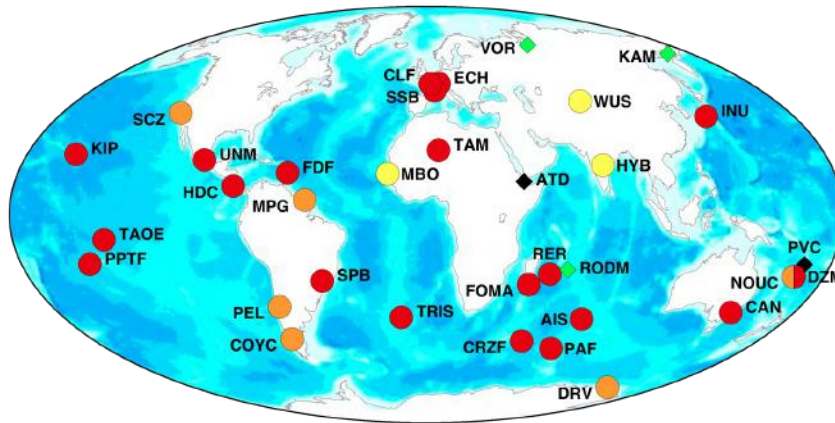 VOR
KAM
CLF
ECH
SSB
WUS
SCZ
INU
KIP
UNM
TAM
FDF
MBO
HYB
HDC
ATD
MPG
TAOE
PVC
PPTF
RER
RODM
SPB
FOMA
NOUC
DZM
PEL
TRIS
AIS
CAN
COYC
CRZF
PAF
DRV